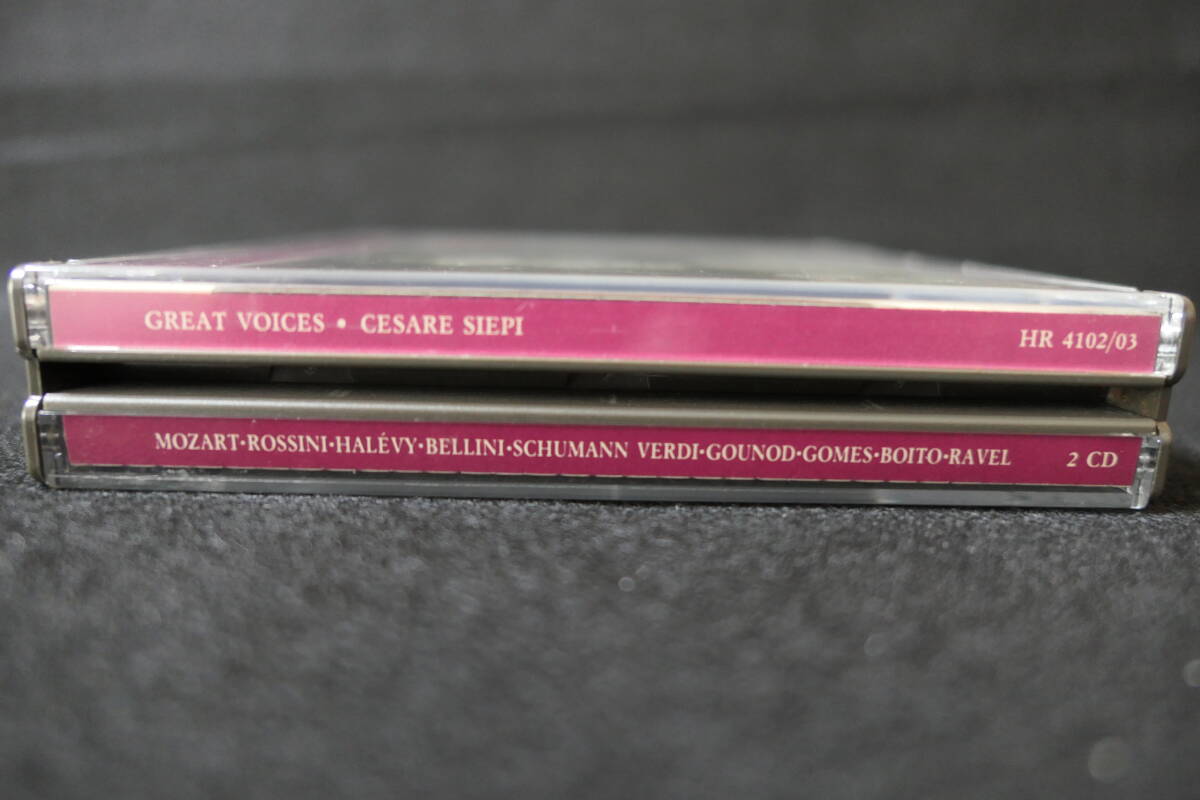 GREAT VOICES • CESARE SIEPI HR 4102/03
MOZART•ROSSINI•HALÉVY•BELLINI•SCHUMANN VERDI•GOUNOD•GOMES•BOITO•RAVEL 2 CD